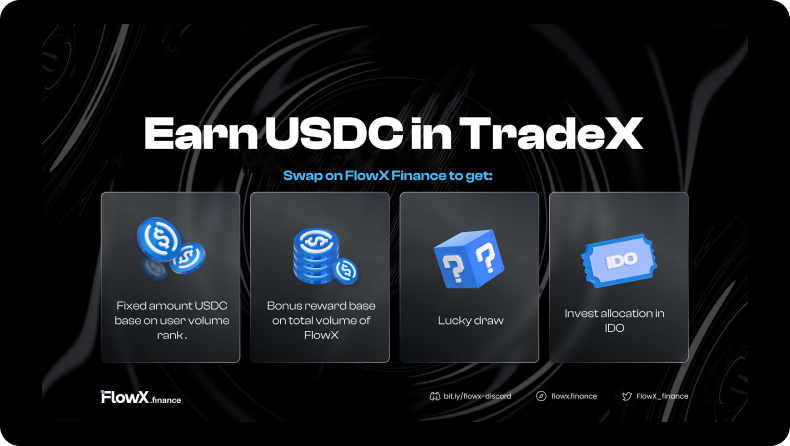 Earn USDC in TradeX
Swap on FlowX Finance to get:
Fixed amount USDC
base on user volume
rank.
Bonus reward base
on total volume of
FlowX
? ?
Lucky draw
IDO
Invest allocation in
IDO
FlowX.finance
bit.ly/flowx-discord
flowx.finance
FlowX_finance